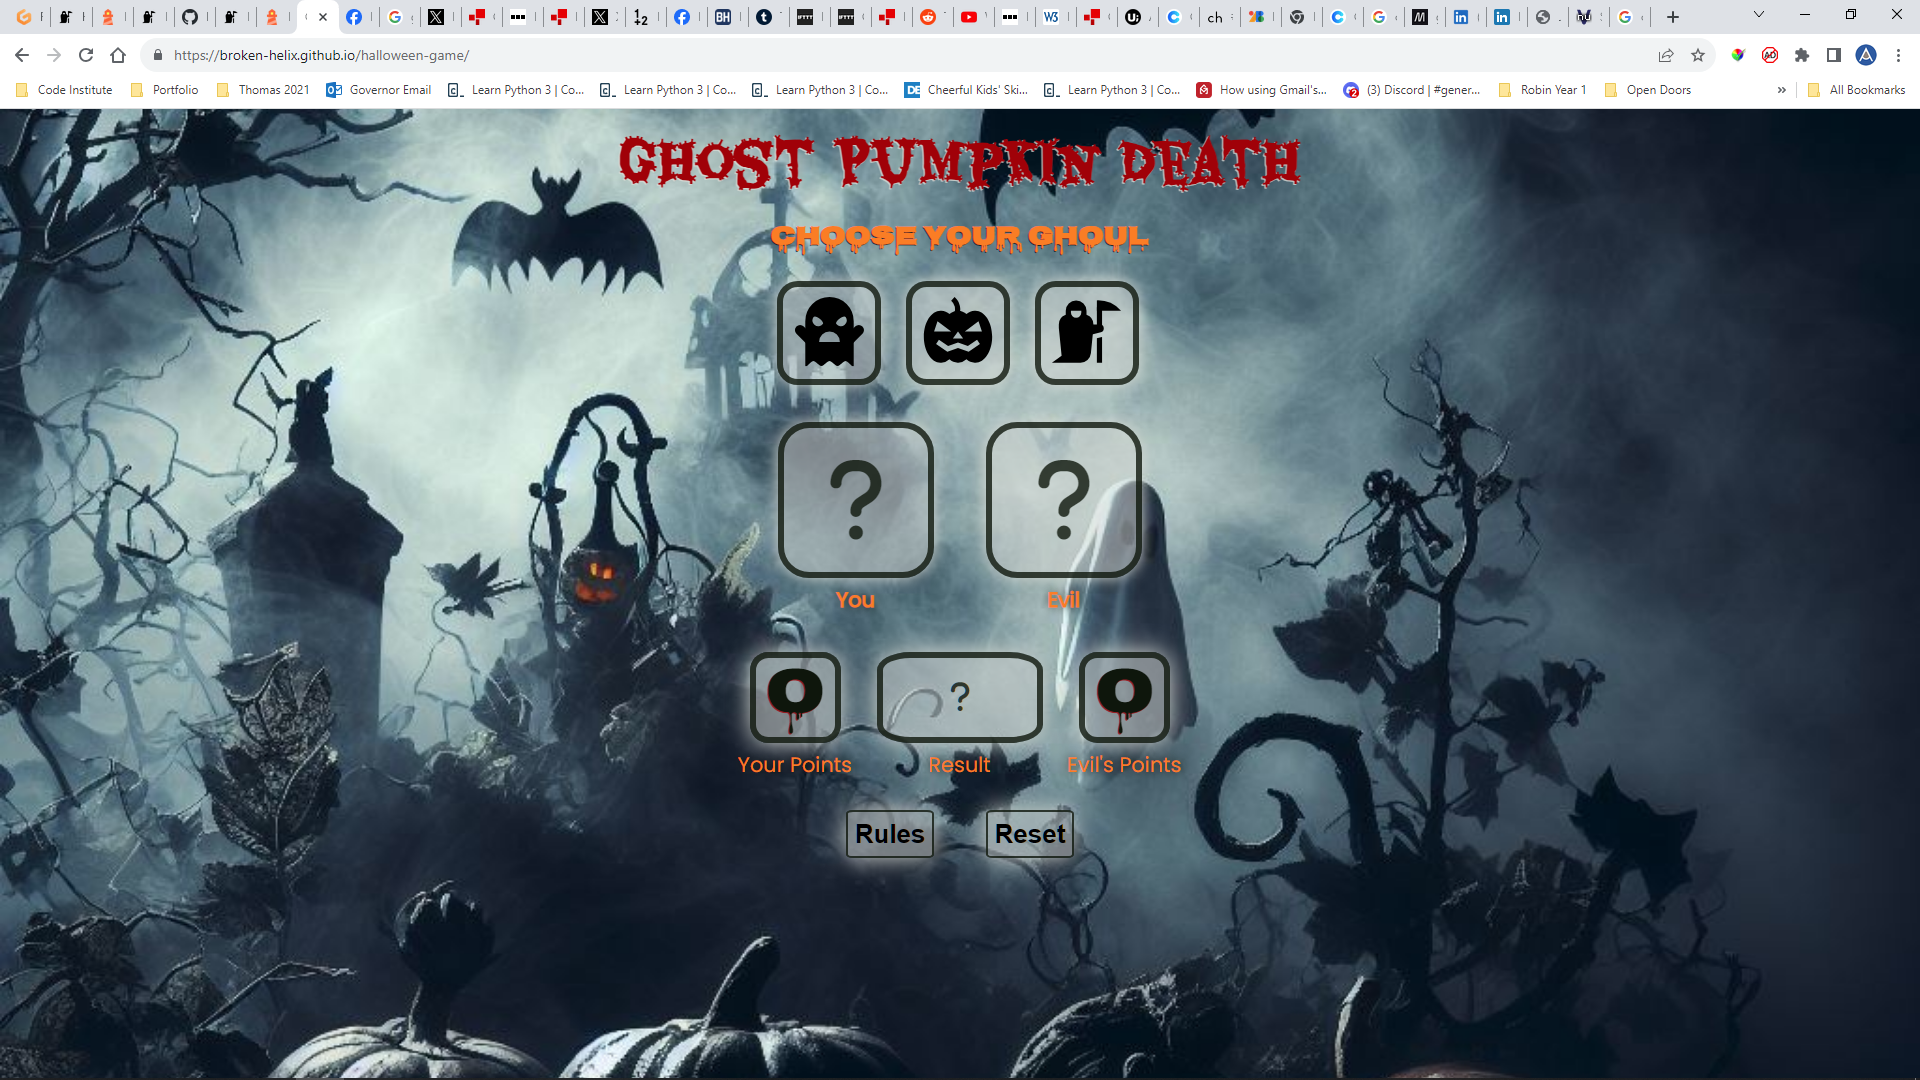 https://broken-helix.github.io/halloween-game/
Code Institute
Portfolio
Thomas 2021
Governor Email
Learn Python 3 | Co...
Learn Python 3 | Co...
Learn Python 3 | Co...
Cheerful Kids' Ski...
Learn Python 3 | Co...
How using Gmail's...
(3) Discord | #gener...
Robin Year 1
Open Doors
»
All Bookmarks
GHOST PUMPKIN DEATH
CHOOSE YOUR GHOUL
? ?
You Evil
0 ? 0
Your Points Result Evil's Points
Rules Reset